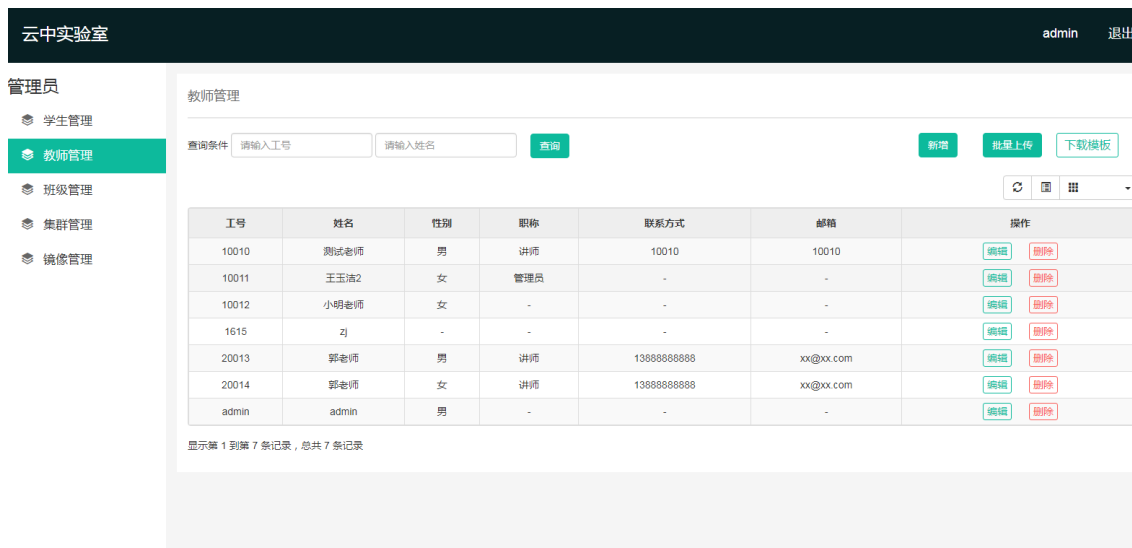 云中实验室 admin 退出
管理员
学生管理
教师管理
班级管理
集群管理
镜像管理
教师管理
查询条件 请输入工号 请输入姓名 查询 新增 批量上传 下载模板
工号 姓名 性别 职称 联系方式 邮箱 操作
10010 测试老师 男 讲师 10010 10010 编辑 删除
10011 王玉洁2 女 管理员 - - 编辑 删除
10012 小明老师 女 - - - 编辑 删除
1615 zj - - - - 编辑 删除
20013 郭老师 男 讲师 13888888888 xx@xx.com 编辑 删除
20014 郭老师 女 讲师 13888888888 xx@xx.com 编辑 删除
admin admin 男 - - - 编辑 删除
显示第 1 到第 7 条记录，总共 7 条记录